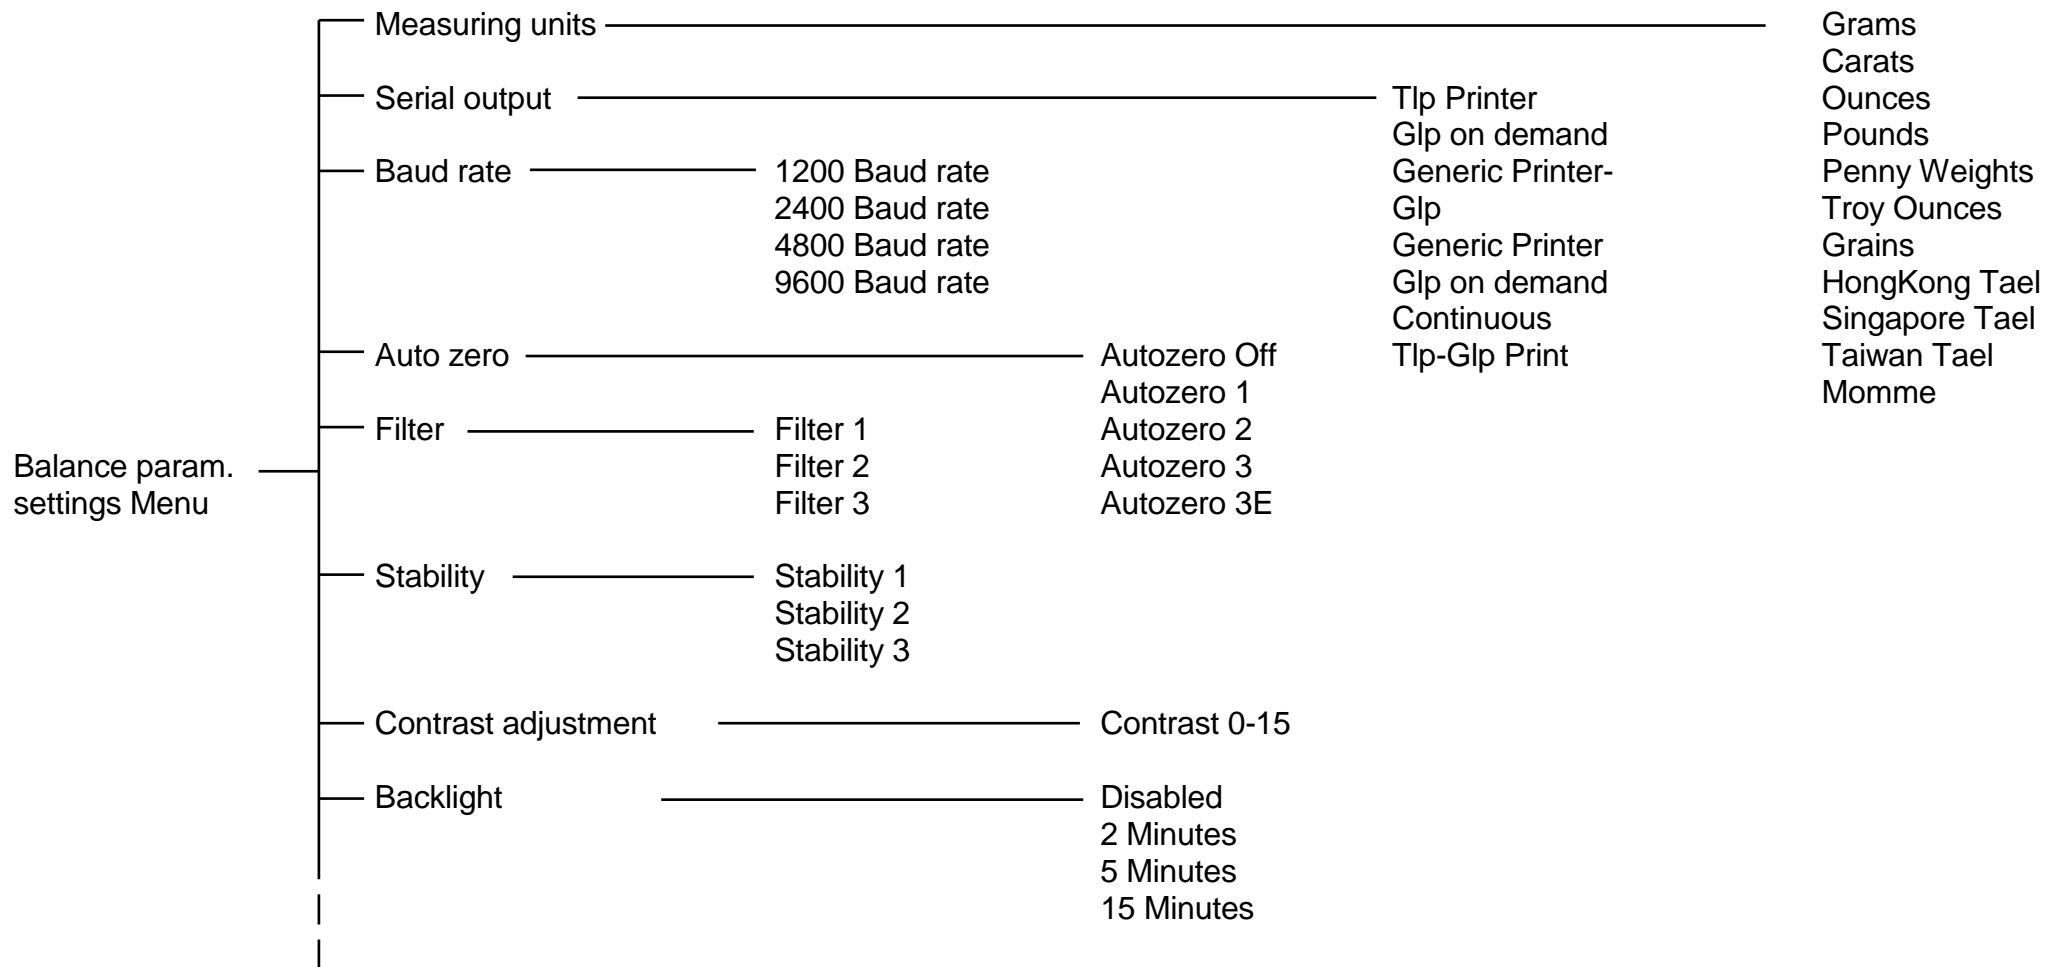 Measuring units
Grams
Carats
Ounces
Pounds
Penny Weights
Troy Ounces
Grains
HongKong Tael
Singapore Tael
Taiwan Tael
Momme
Serial output
Tlp Printer
Glp on demand
Generic Printer-
Glp
Generic Printer
Glp on demand
Continuous
Tlp-Glp Print
Baud rate
1200 Baud rate
2400 Baud rate
4800 Baud rate
9600 Baud rate
Auto zero
Autozero Off
Autozero 1
Autozero 2
Autozero 3
Autozero 3E
Filter
Filter 1
Filter 2
Filter 3
Balance param.
settings Menu
Stability
Stability 1
Stability 2
Stability 3
Contrast adjustment
Contrast 0-15
Backlight
Disabled
2 Minutes
5 Minutes
15 Minutes